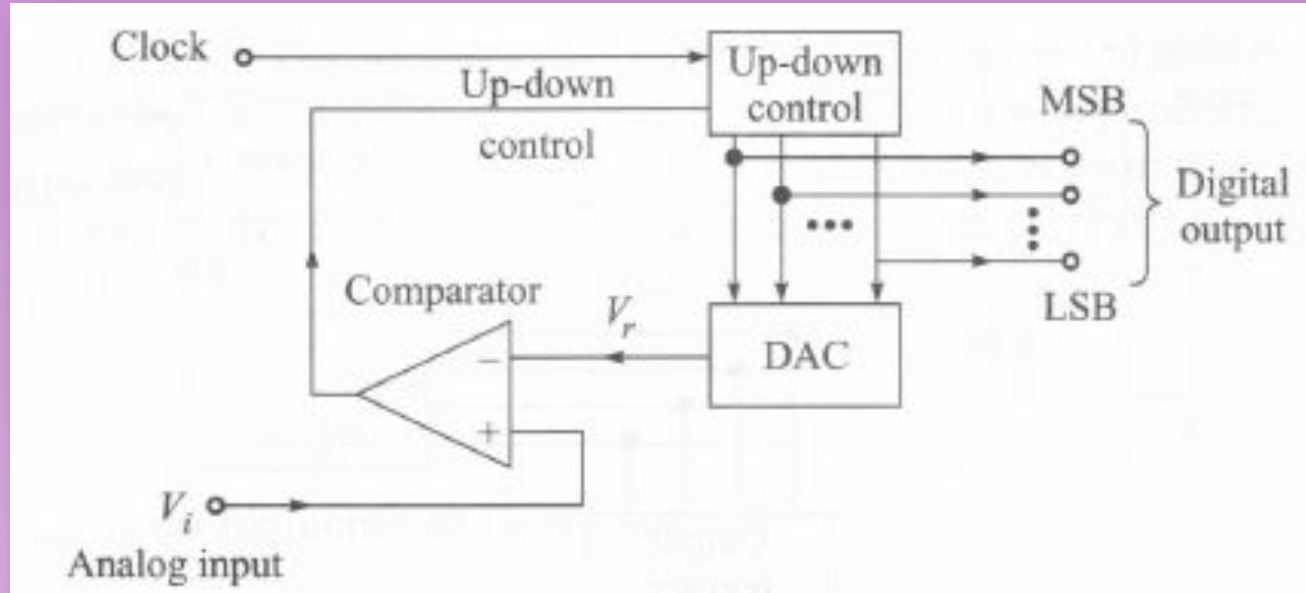 Clock
Up-down
control
Up-down
control
MSB
Digital
output
LSB
Comparator
V_r
DAC
−
+
V_i
Analog input